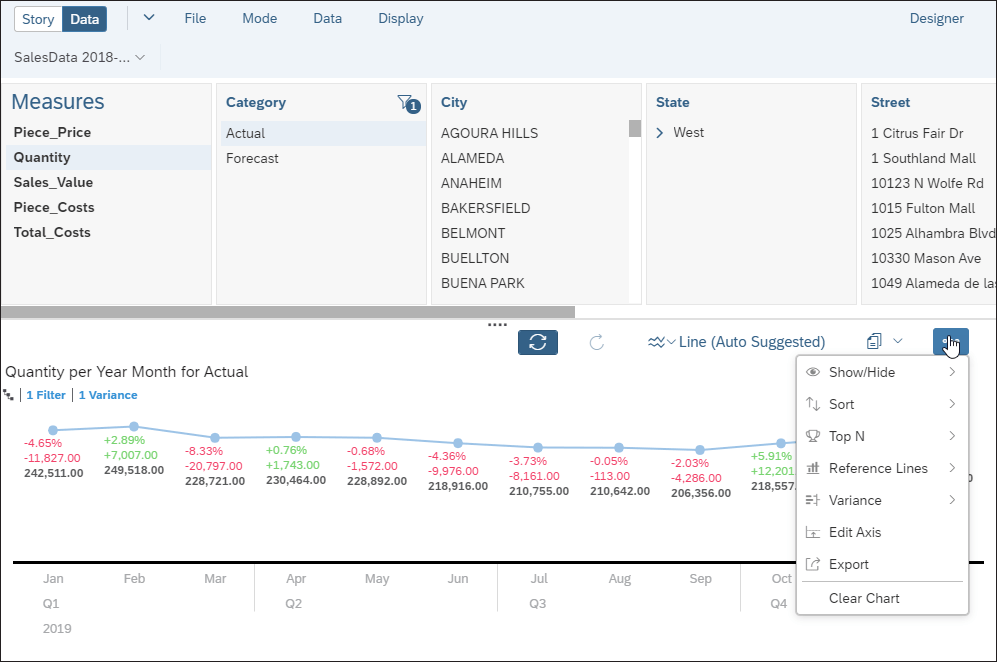 Story Data File Mode Data Display Designer
SalesData 2018-...
Measures
Piece_Price
Quantity
Sales_Value
Piece_Costs
Total_Costs
Category 1
Actual
Forecast
City
AGOURA HILLS
ALAMEDA
ANAHEIM
BAKERSFIELD
BELMONT
BUELLTON
BUENA PARK
State
West
Street
1 Citrus Fair Dr
1 Southland Mall
10123 N Wolfe Rd
1015 Fulton Mall
1025 Alhambra Blvd
10330 Mason Ave
1049 Alameda de las
Line (Auto Suggested)
Quantity per Year Month for Actual
1 Filter 1 Variance
-4.65%
-11,827.00
242,511.00
+2.89%
+7,007.00
249,518.00
-8.33%
-20,797.00
228,721.00
+0.76%
+1,743.00
230,464.00
-0.68%
-1,572.00
228,892.00
-4.36%
-9,976.00
218,916.00
-3.73%
-8,161.00
210,755.00
-0.05%
-113.00
210,642.00
-2.03%
-4,286.00
206,356.00
+5.91%
+12,201
218,557.
Jan Feb Mar Apr May Jun Jul Aug Sep Oct
Q1 Q2 Q3 Q4
2019
Show/Hide
Sort
Top N
Reference Lines
Variance
Edit Axis
Export
Clear Chart